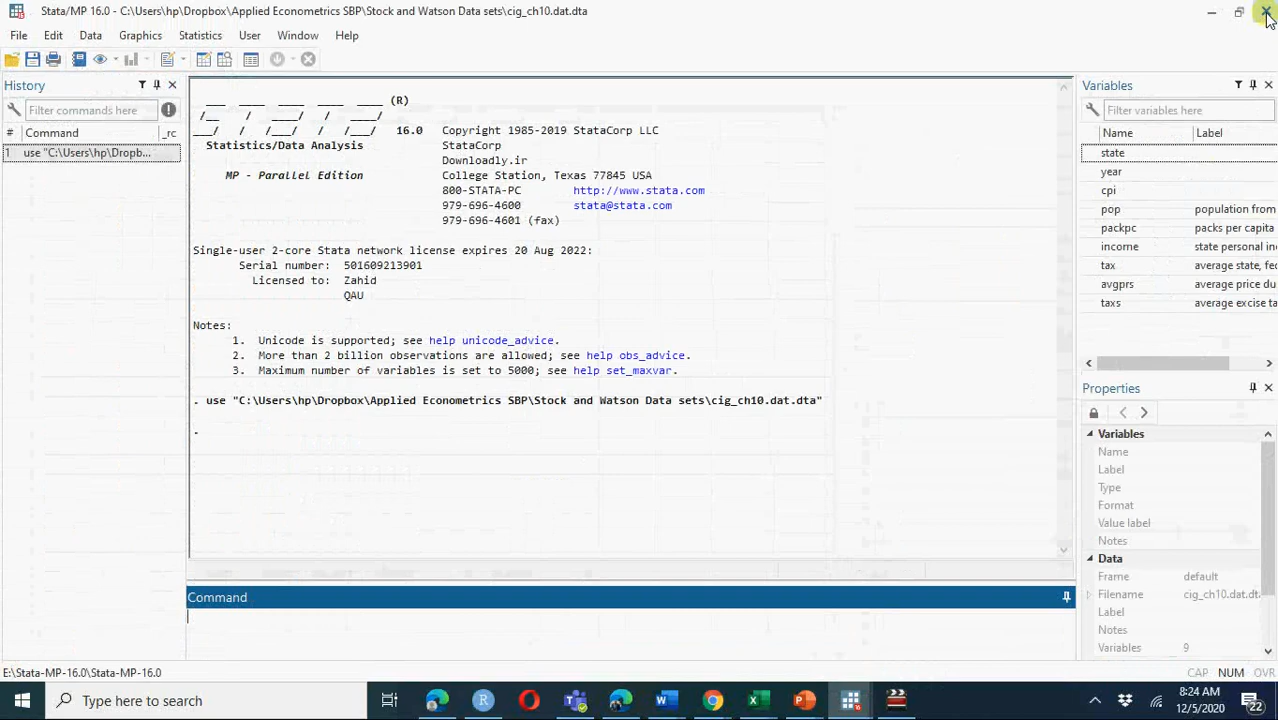 Stata/MP 16.0 - C:\Users\hp\Dropbox\Applied Econometrics SBP\Stock and Watson Data sets\cig_ch10.dat.dta
File Edit Data Graphics Statistics User Window Help
History
Filter commands here
# Command _rc
1 use "C:\Users\hp\Dropb...
(R)
16.0 Copyright 1985-2019 StataCorp LLC
Statistics/Data Analysis StataCorp
Downloadly.ir
MP - Parallel Edition College Station, Texas 77845 USA
800-STATA-PC http://www.stata.com
979-696-4600 stata@stata.com
979-696-4601 (fax)
Single-user 2-core Stata network license expires 20 Aug 2022:
Serial number: 501609213901
Licensed to: Zahid
QAU
Notes:
1. Unicode is supported; see help unicode_advice.
2. More than 2 billion observations are allowed; see help obs_advice.
3. Maximum number of variables is set to 5000; see help set_maxvar.
. use "C:\Users\hp\Dropbox\Applied Econometrics SBP\Stock and Watson Data sets\cig_ch10.dat.dta"
.
Command
Variables
Filter variables here
Name Label
state
year
cpi
pop population from
packpc packs per capita
income state personal in
tax average state, fe
avgprs average price du
taxs average excise ta
Properties
Variables
Name
Label
Type
Format
Value label
Notes
Data
Frame default
Filename cig_ch10.dat.dt
Label
Notes
Variables 9
E:\Stata-MP-16.0\Stata-MP-16.0
CAP NUM OVR
Type here to search
8:24 AM
12/5/2020
22